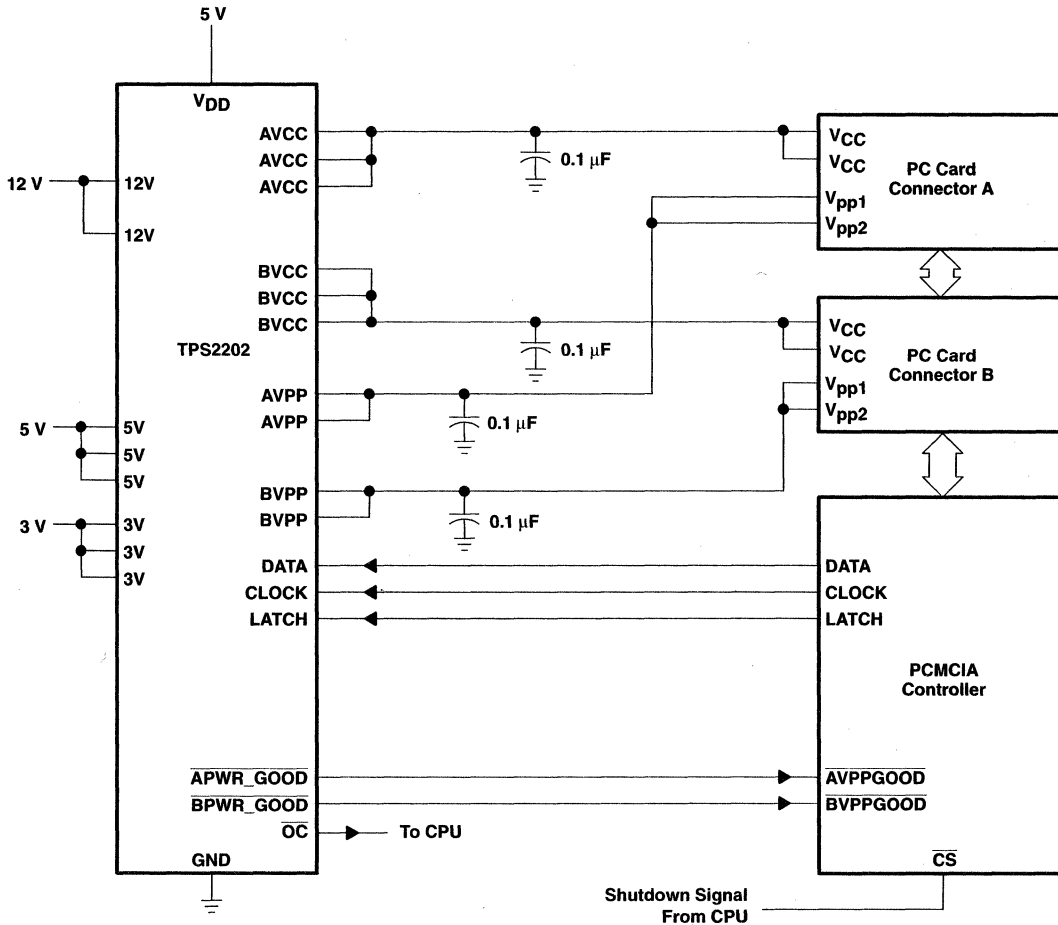 5 V
VDD
AVCC
AVCC
AVCC
12 V
12V
12V
BVCC
BVCC
BVCC
TPS2202
AVPP
AVPP
5 V
5V
5V
5V
BVPP
BVPP
3 V
3V
3V
3V
DATA
CLOCK
LATCH
APWR_GOOD
BPWR_GOOD
OC
To CPU
GND
0.1 µF
0.1 µF
0.1 µF
0.1 µF
VCC
VCC
Vpp1
Vpp2
PC Card
Connector A
VCC
VCC
Vpp1
Vpp2
PC Card
Connector B
DATA
CLOCK
LATCH
PCMCIA
Controller
AVPPGOOD
BVPPGOOD
CS
Shutdown Signal
From CPU